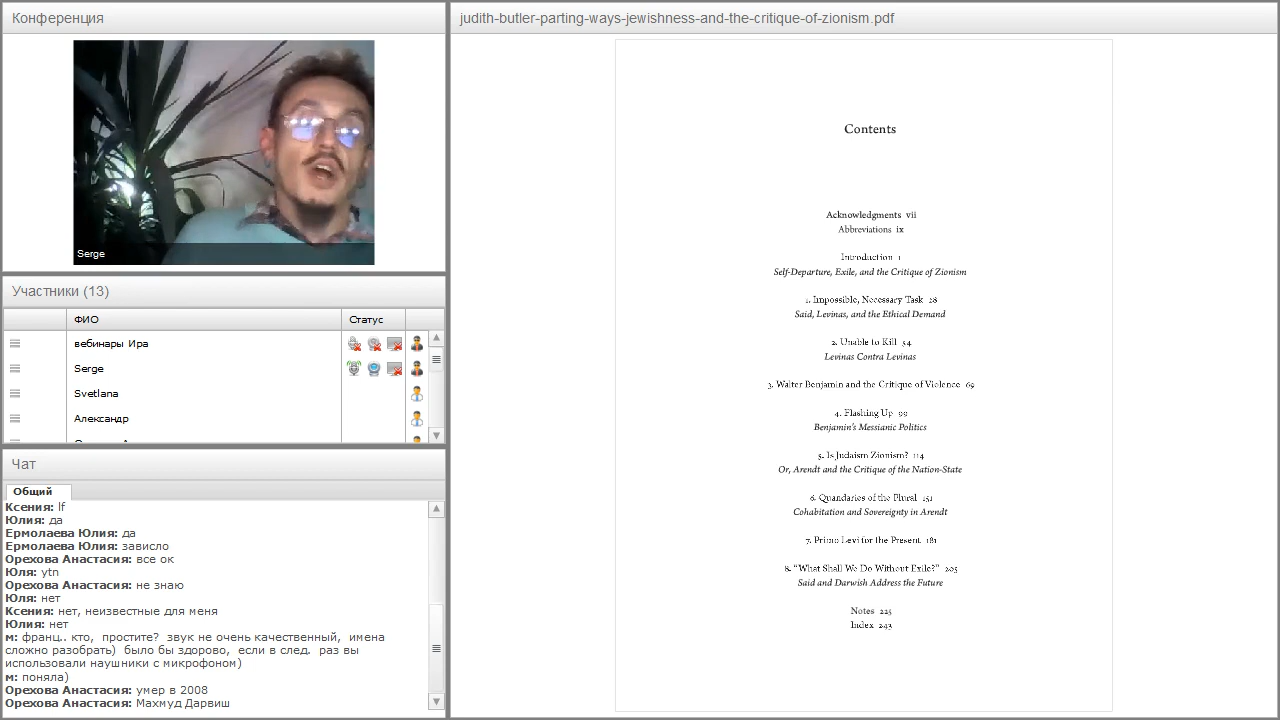 Конференция
Serge
Участники (13)
ФИО
Статус
вебинары Ира
Serge
Svetlana
Александр
Чат
Общий
Ксения: lf
Юлия: да
Ермолаева Юлия: да
Ермолаева Юлия: зависло
Орехова Анастасия: все ок
Юля: ytn
Орехова Анастасия: не знаю
Юля: нет
Ксения: нет, неизвестные для меня
Юлия: нет
м: франц.. кто, простите? звук не очень качественный, имена
сложно разобрать) было бы здорово, если в след. раз вы
использовали наушники с микрофоном)
м: поняла)
Орехова Анастасия: умер в 2008
Орехова Анастасия: Махмуд Дарвиш
judith-butler-parting-ways-jewishness-and-the-critique-of-zionism.pdf
Contents
Acknowledgments vii
Abbreviations ix
Introduction 1
Self-Departure, Exile, and the Critique of Zionism
1. Impossible, Necessary Task 28
Said, Levinas, and the Ethical Demand
2. Unable to Kill 54
Levinas Contra Levinas
3. Walter Benjamin and the Critique of Violence 69
4. Flashing Up 99
Benjamin's Messianic Politics
5. Is Judaism Zionism? 114
Or, Arendt and the Critique of the Nation-State
6. Quandaries of the Plural 151
Cohabitation and Sovereignty in Arendt
7. Primo Levi for the Present 181
8. “What Shall We Do Without Exile?” 205
Said and Darwish Address the Future
Notes 225
Index 243